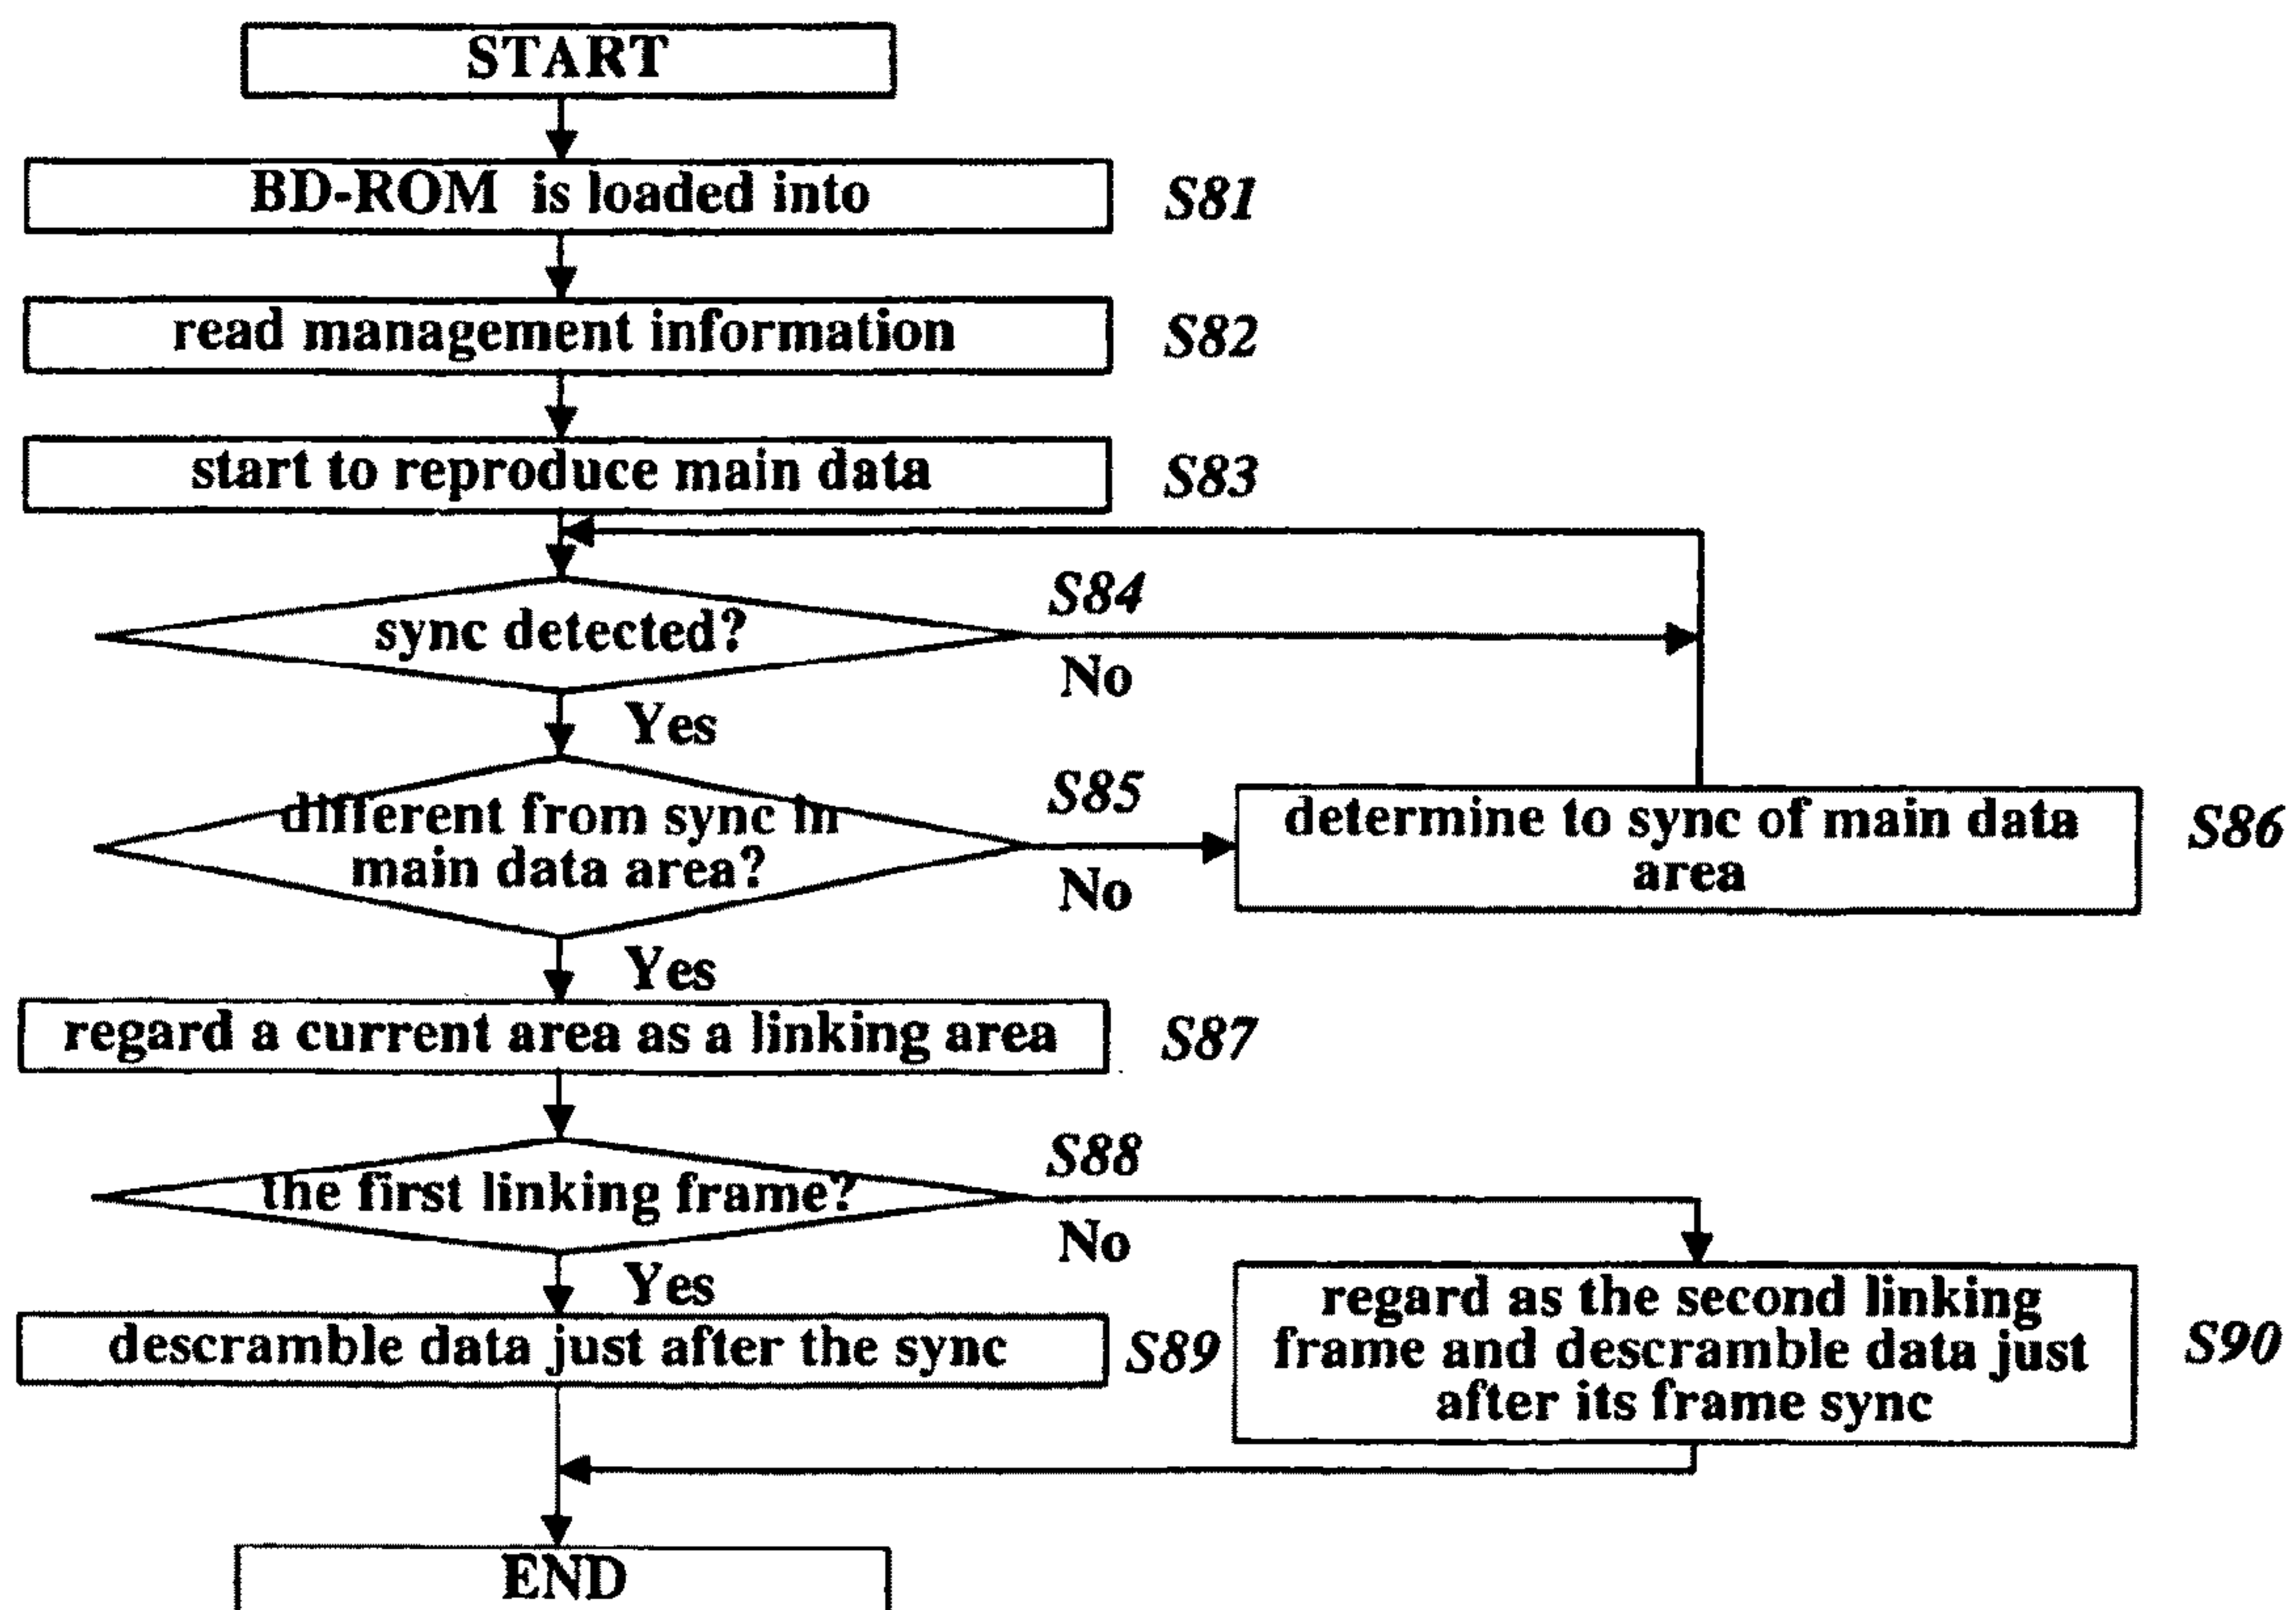 START
BD-ROM is loaded into
S81
read management information
S82
start to reproduce main data
S83
sync detected?
S84
No
Yes
different from sync in
main data area?
S85
No
determine to sync of main data
area
S86
Yes
regard a current area as a linking area
S87
the first linking frame?
S88
No
Yes
descramble data just after the sync
S89
regard as the second linking
frame and descramble data just
after its frame sync
S90
END